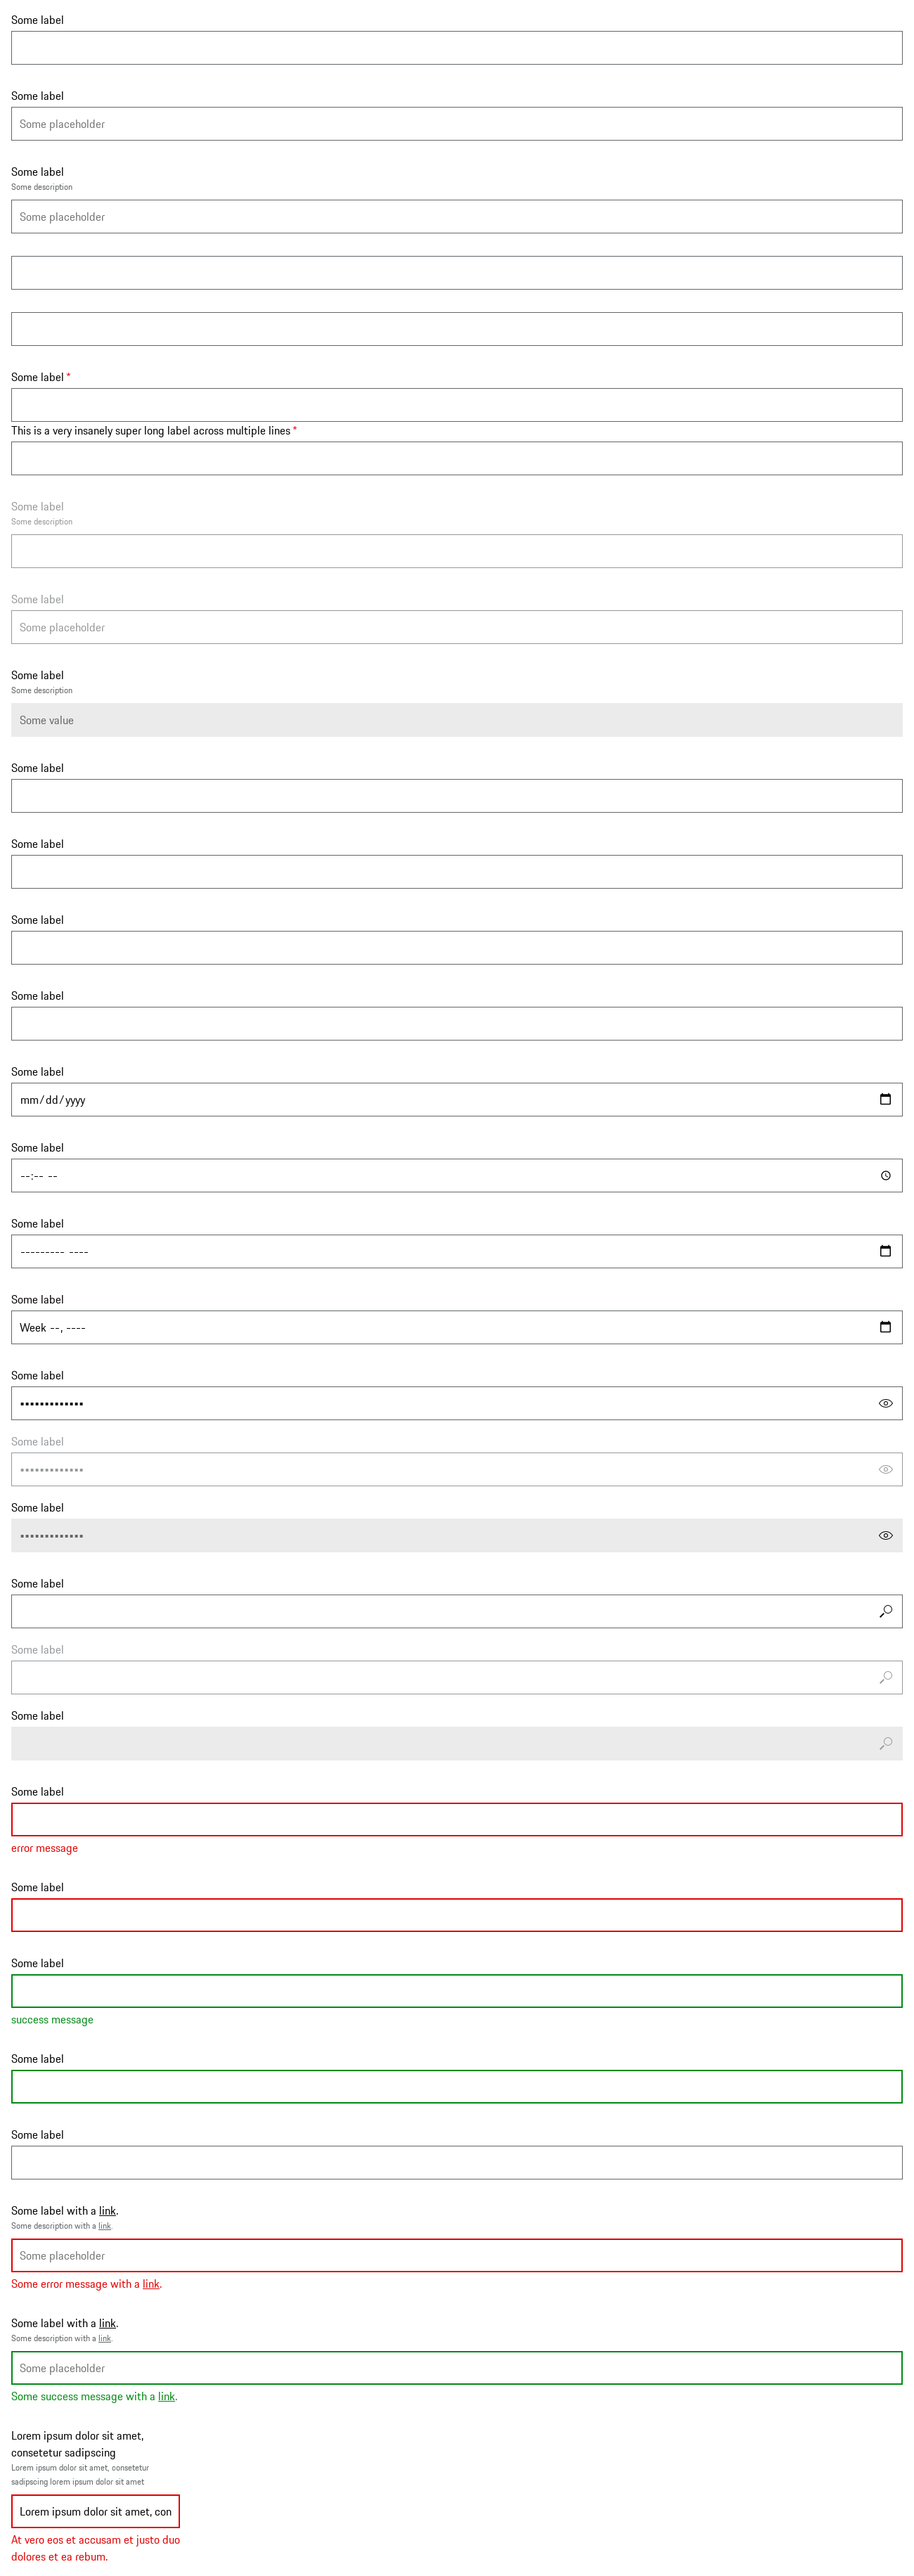 Some label
Some label
Some placeholder
Some label
Some description
Some placeholder
Some label *
This is a very insanely super long label across multiple lines *
Some label
Some description
Some label
Some placeholder
Some label
Some description
Some value
Some label
Some label
Some label
Some label
Some label
mm/dd/yyyy
Some label
--:-- --
Some label
--------- ----
Some label
Week --, ----
Some label
•••••••••••••
Some label
•••••••••••••
Some label
•••••••••••••
Some label
Some label
Some label
Some label
error message
Some label
Some label
success message
Some label
Some label
Some label with a link.
Some description with a link.
Some placeholder
Some error message with a link.
Some label with a link.
Some description with a link.
Some placeholder
Some success message with a link.
Lorem ipsum dolor sit amet,
consetetur sadipscing
Lorem ipsum dolor sit amet, consetetur
sadipscing lorem ipsum dolor sit amet
Lorem ipsum dolor sit amet, con
At vero eos et accusam et justo duo
dolores et ea rebum.